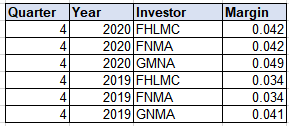 Quarter Year Investor Margin
4 2020 FHLMC 0.042
4 2020 FNMA 0.042
4 2020 GMNA 0.049
4 2019 FHLMC 0.034
4 2019 FNMA 0.034
4 2019 GNMA 0.041